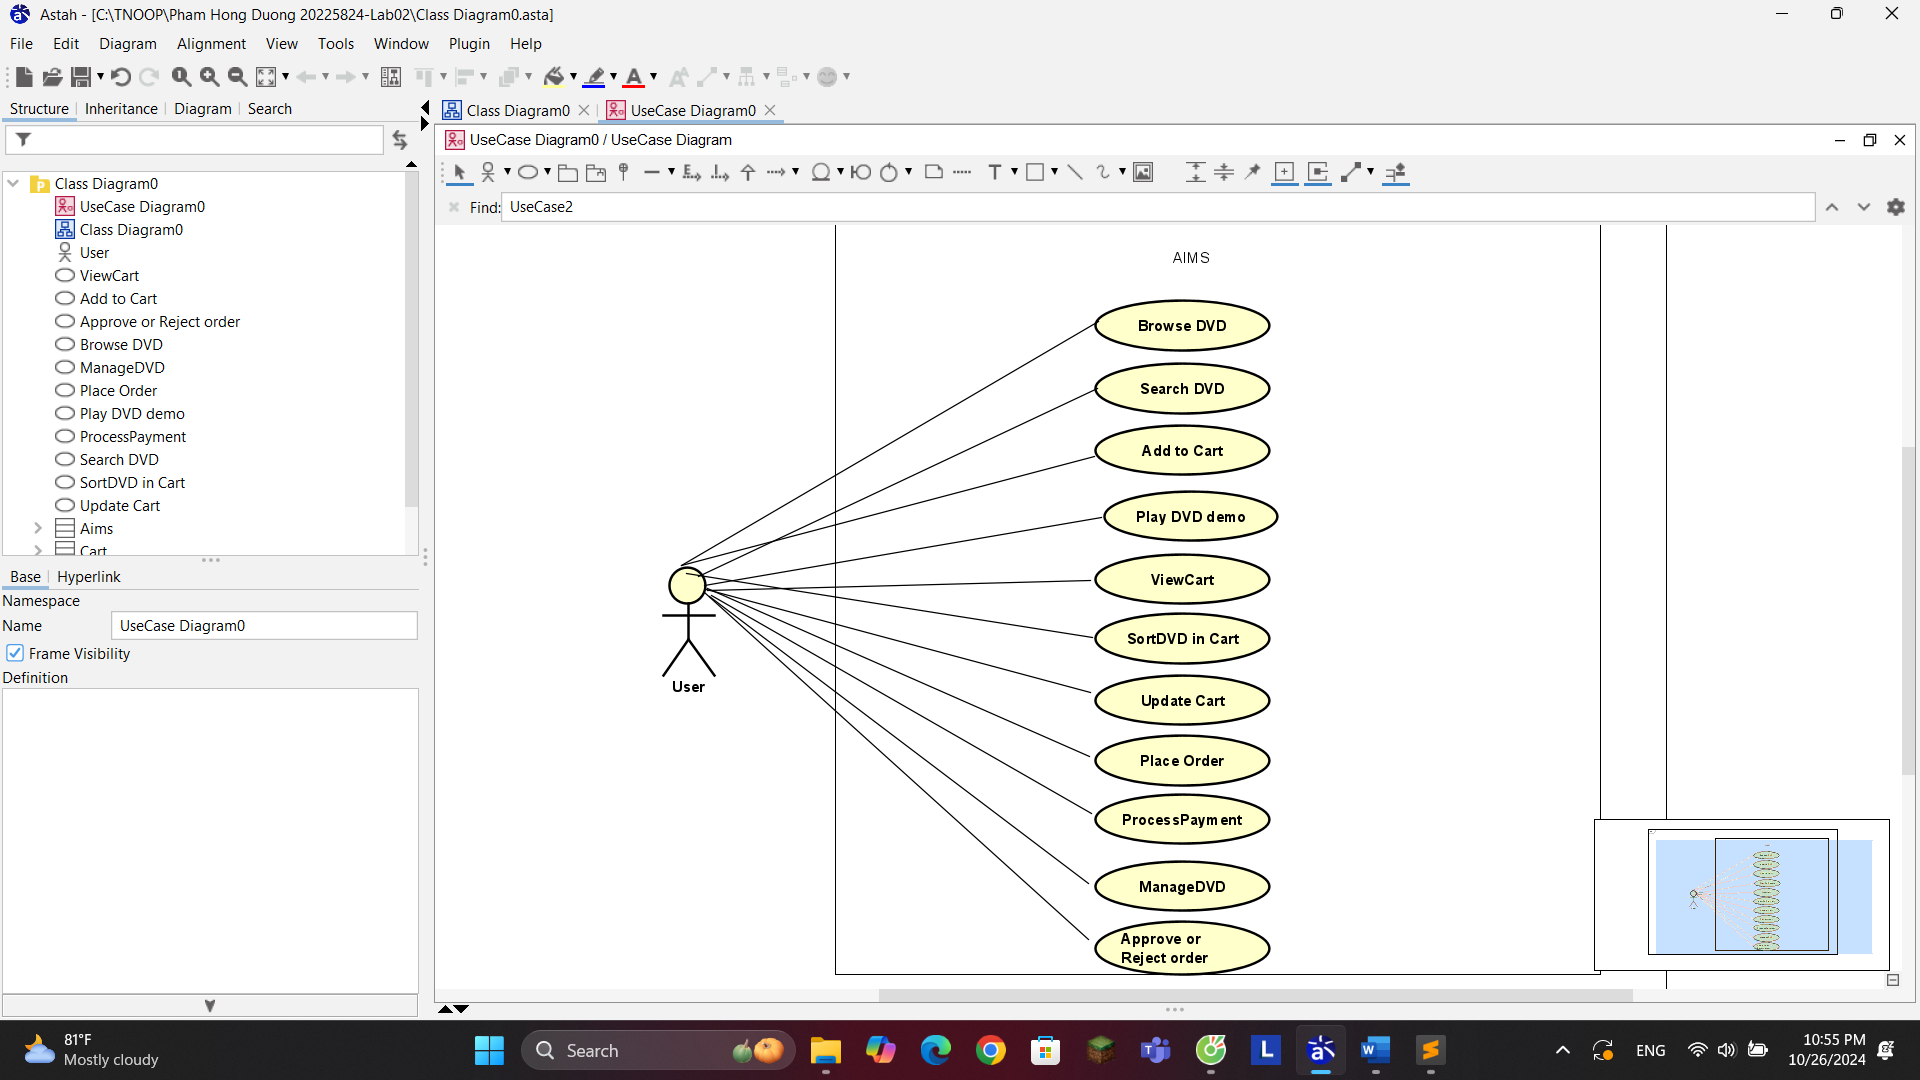 Astah - [C:\TNOOP\Pham Hong Duong 20225824-Lab02\Class Diagram0.asta]
File Edit Diagram Alignment View Tools Window Plugin Help
Structure Inheritance Diagram Search
Class Diagram0 UseCase Diagram0
UseCase Diagram0 / UseCase Diagram
Find: UseCase2
Class Diagram0
UseCase Diagram0
Class Diagram0
User
ViewCart
Add to Cart
Approve or Reject order
Browse DVD
ManageDVD
Place Order
Play DVD demo
ProcessPayment
Search DVD
SortDVD in Cart
Update Cart
Aims
Cart
Base Hyperlink
Namespace
Name UseCase Diagram0
Frame Visibility
Definition
AIMS
Browse DVD
Search DVD
Add to Cart
Play DVD demo
ViewCart
SortDVD in Cart
Update Cart
Place Order
ProcessPayment
ManageDVD
Approve or
Reject order
User
81°F
Mostly cloudy
Search
ENG
10:55 PM
10/26/2024